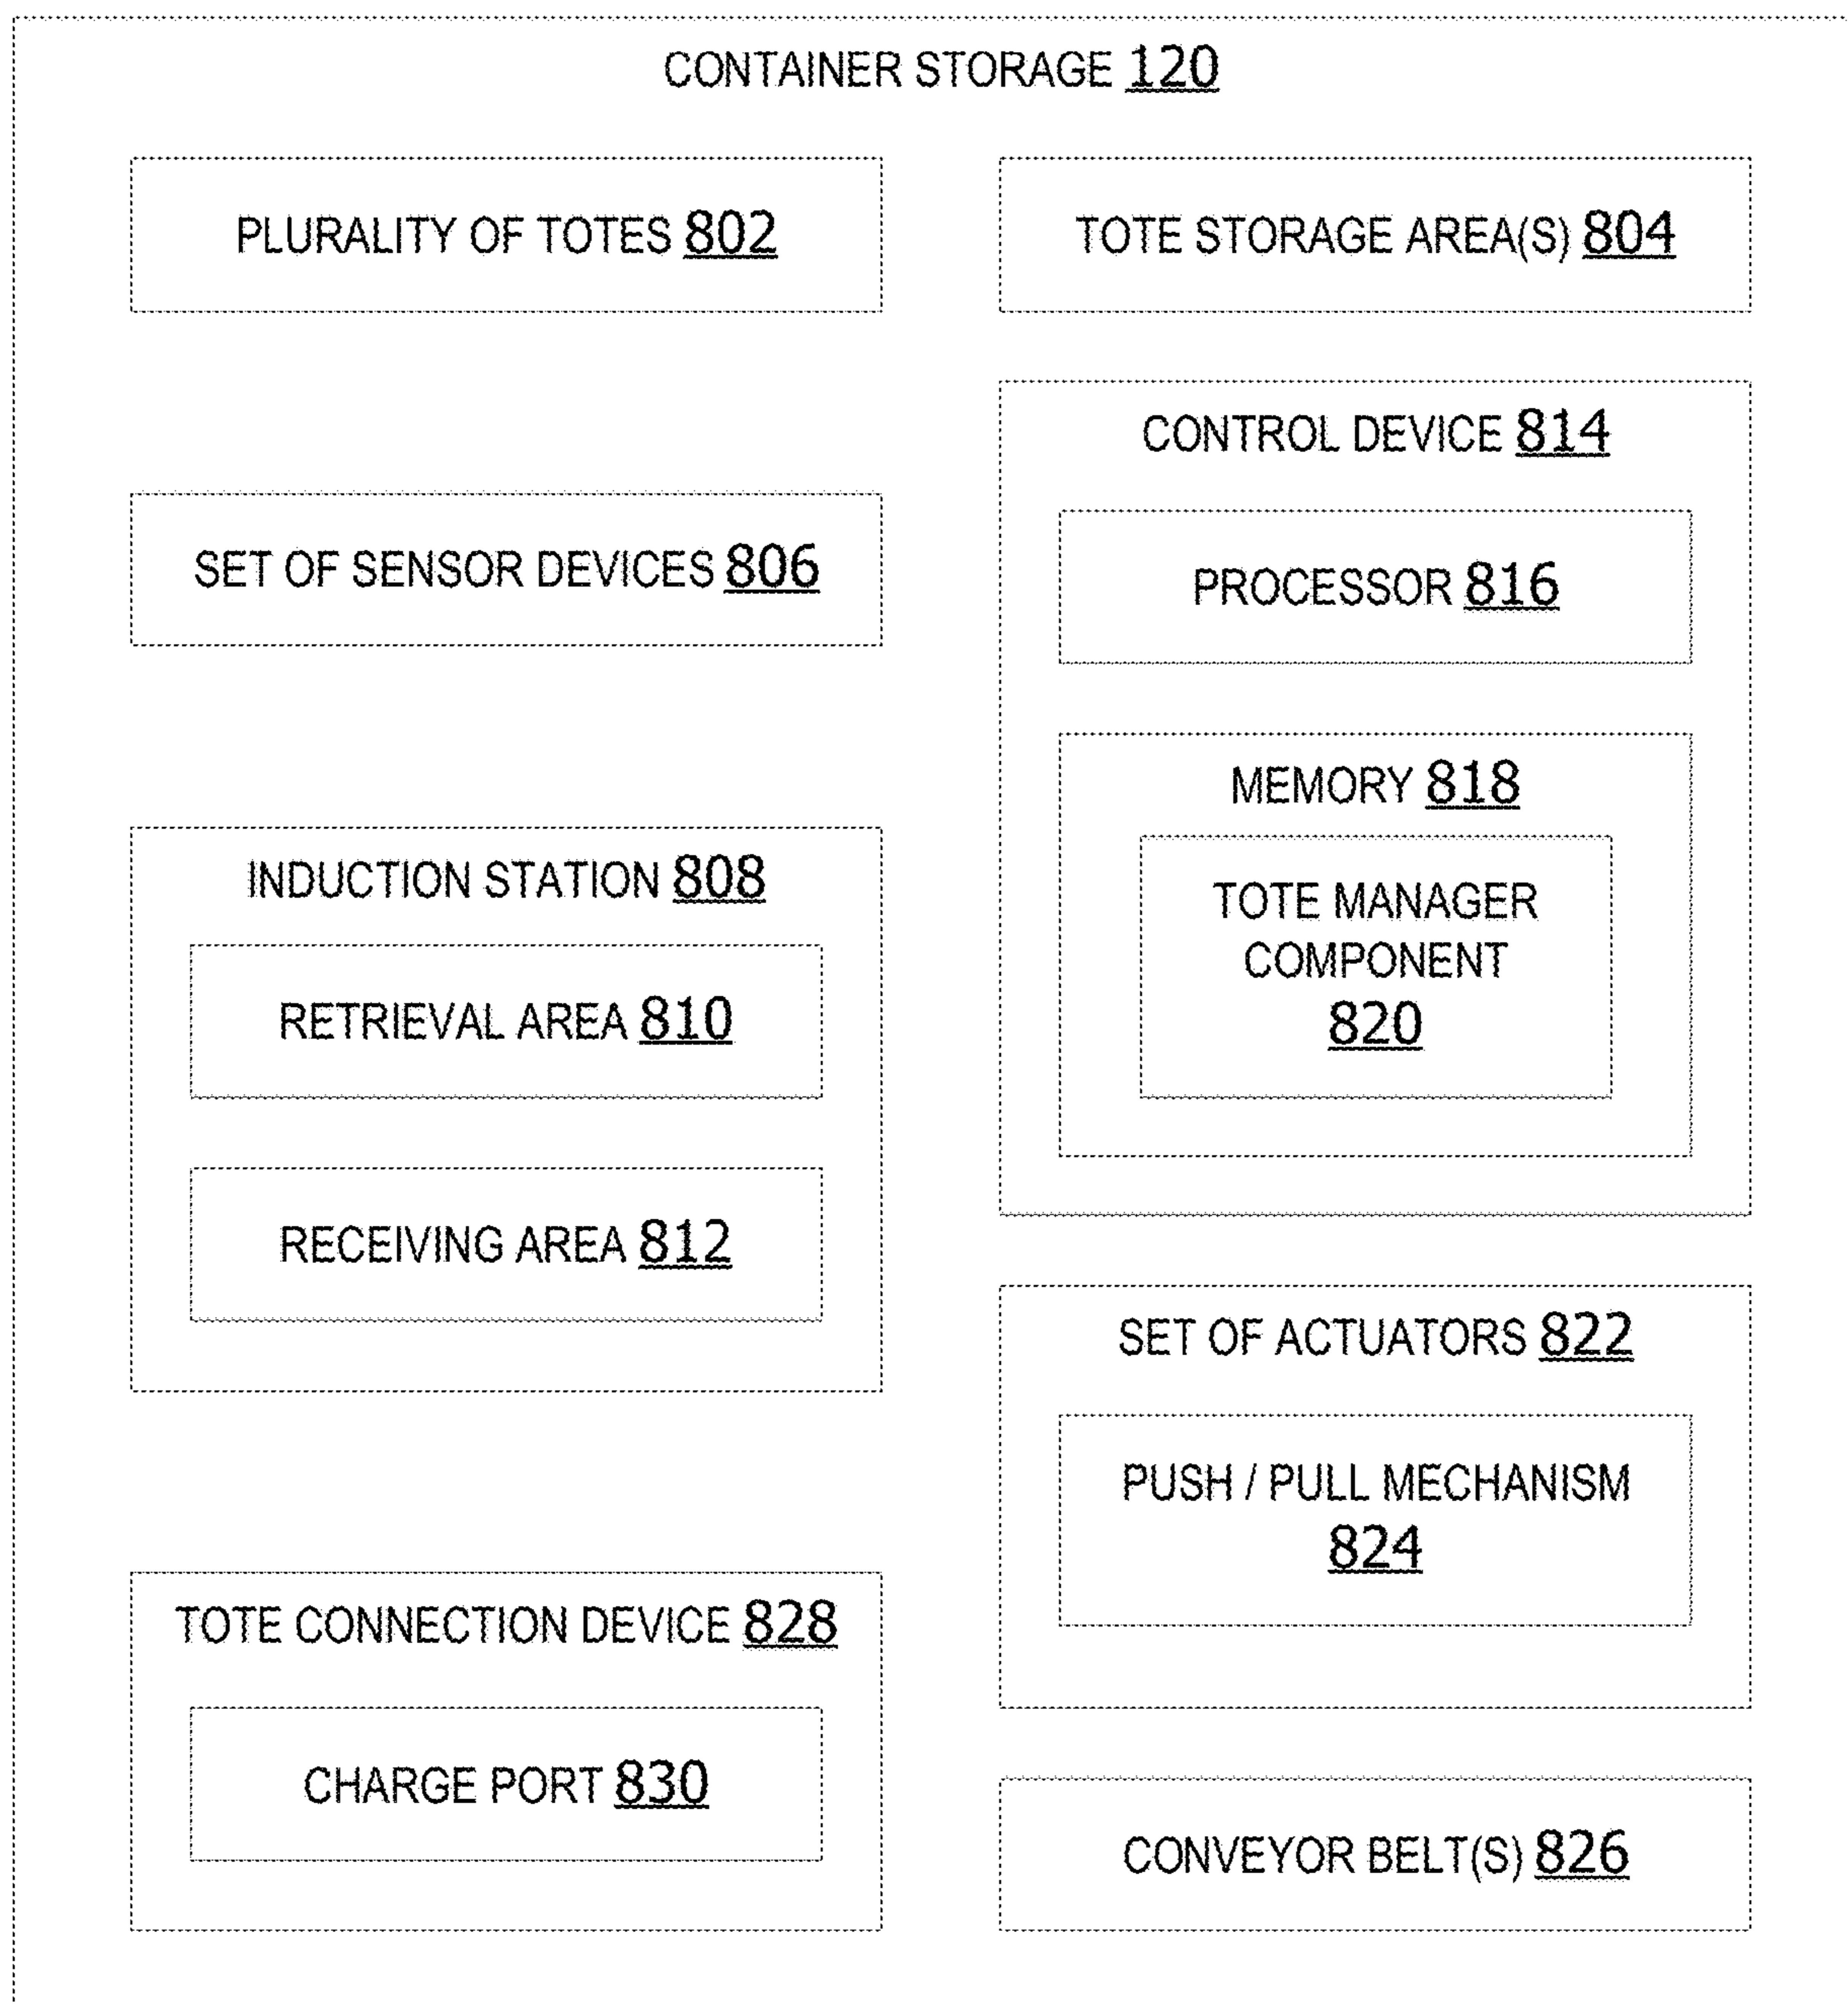 CONTAINER STORAGE 120
PLURALITY OF TOTES 802
TOTE STORAGE AREA(S) 804
SET OF SENSOR DEVICES 806
INDUCTION STATION 808
RETRIEVAL AREA 810
RECEIVING AREA 812
CONTROL DEVICE 814
PROCESSOR 816
MEMORY 818
TOTE MANAGER
COMPONENT
820
SET OF ACTUATORS 822
PUSH / PULL MECHANISM
824
TOTE CONNECTION DEVICE 828
CHARGE PORT 830
CONVEYOR BELT(S) 826